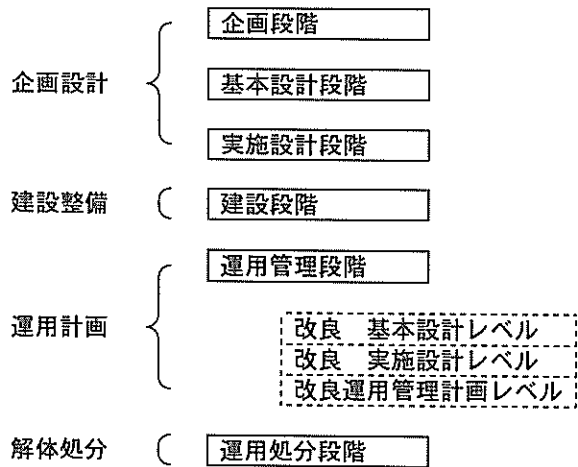 企画設計
企画段階
基本設計段階
実施設計段階
建設整備
建設段階
運用計画
運用管理段階
改良　基本設計レベル
改良　実施設計レベル
改良運用管理計画レベル
解体処分
運用処分段階